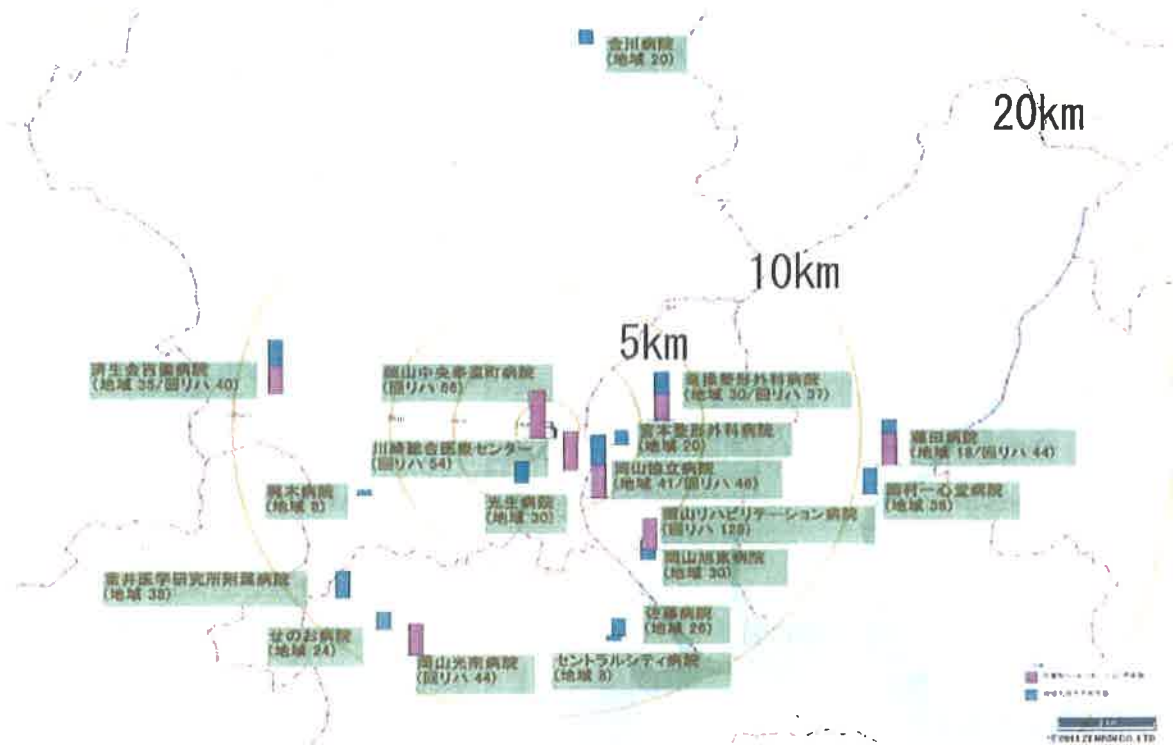 金川病院
(地域 20)
20km
10km
5km
済生会吉備病院
(地域 35/回リハ 40)
岡山中央奉還町病院
(回リハ 56)
竜操整形外科病院
(地域 30/回リハ 37)
川崎総合医療センター
(回リハ 54)
宮本整形外科病院
(地域 20)
藤田病院
(地域 18/回リハ 44)
岡山協立病院
(地域 41/回リハ 46)
(地域 8)
光生病院
(地域 30)
岡村一心堂病院
(地域 38)
岡山リハビリテーション病院
(回リハ 128)
岡山旭東病院
(地域 30)
重井医学研究所附属病院
(地域 38)
せのお病院
(地域 24)
佐藤病院
(地域 26)
岡山光南病院
(回リハ 44)
セントラルシティ病院
(地域 8)